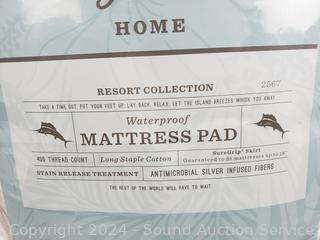 HOME
RESORT COLLECTION
2567
TAKE A TIME OUT. PUT YOUR FEET UP. LAY BACK. RELAX. LET THE ISLAND BREEZES WHISK YOU AWAY.
Waterproof
MATTRESS PAD
400 THREAD COUNT
Long Staple Cotton
SureGrip® Skirt
Guaranteed to fit mattresses up to 18"
STAIN RELEASE TREATMENT
ANTIMICROBIAL SILVER INFUSED FIBERS
THE REST OF THE WORLD WILL HAVE TO WAIT
Copyright © 2024 - Sound Auction Service